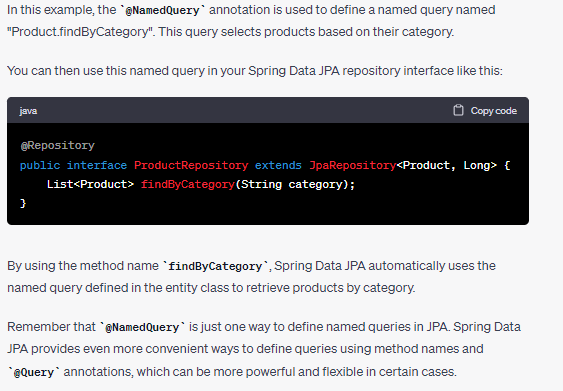 In this example, the `@NamedQuery` annotation is used to define a named query named
"Product.findByCategory". This query selects products based on their category.
You can then use this named query in your Spring Data JPA repository interface like this:
java
Copy code
@Repository
public interface ProductRepository extends JpaRepository<Product, Long> {
    List<Product> findByCategory(String category);
}
By using the method name `findByCategory`, Spring Data JPA automatically uses the
named query defined in the entity class to retrieve products by category.
Remember that `@NamedQuery` is just one way to define named queries in JPA. Spring Data
JPA provides even more convenient ways to define queries using method names and
`@Query` annotations, which can be more powerful and flexible in certain cases.